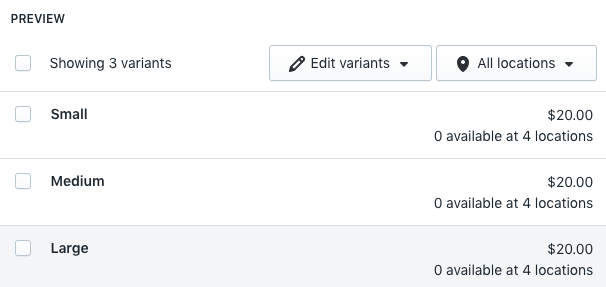 PREVIEW
Showing 3 variants Edit variants All locations
Small $20.00
0 available at 4 locations
Medium $20.00
0 available at 4 locations
Large $20.00
0 available at 4 locations